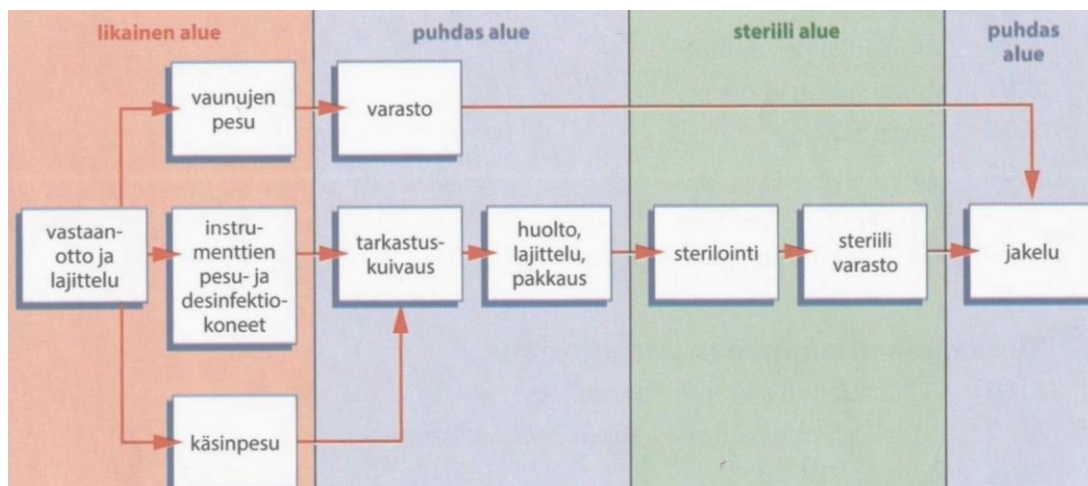 likainen alue
puhdas alue
steriili alue
puhdas
alue
vaunujen
pesu
varasto
vastaan-
otto ja
lajittelu
instru-
menttien
pesu- ja
desinfektio-
koneet
tarkastus-
kuivaus
huolto,
lajittelu,
pakkaus
sterilointi
steriili
varasto
jakelu
käsinpesu